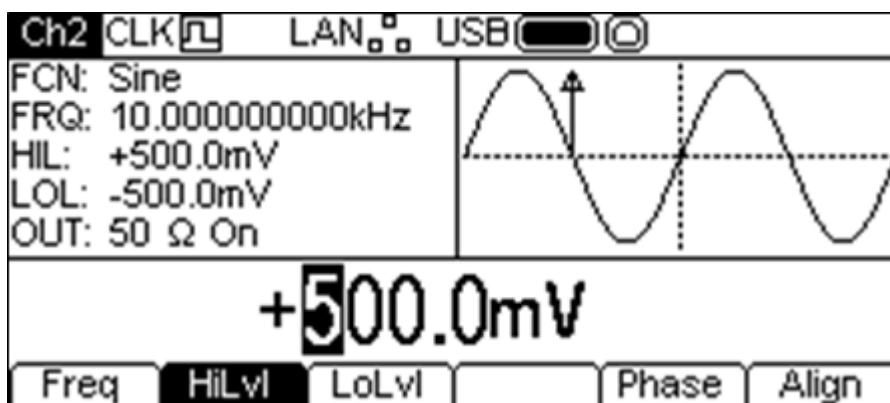 Ch2 CLK LAN USB
FCN: Sine
FRQ: 10.000000000kHz
HIL: +500.0mV
LOL: -500.0mV
OUT: 50 Ω On
+500.0mV
Freq HiLvl LoLvl Phase Align